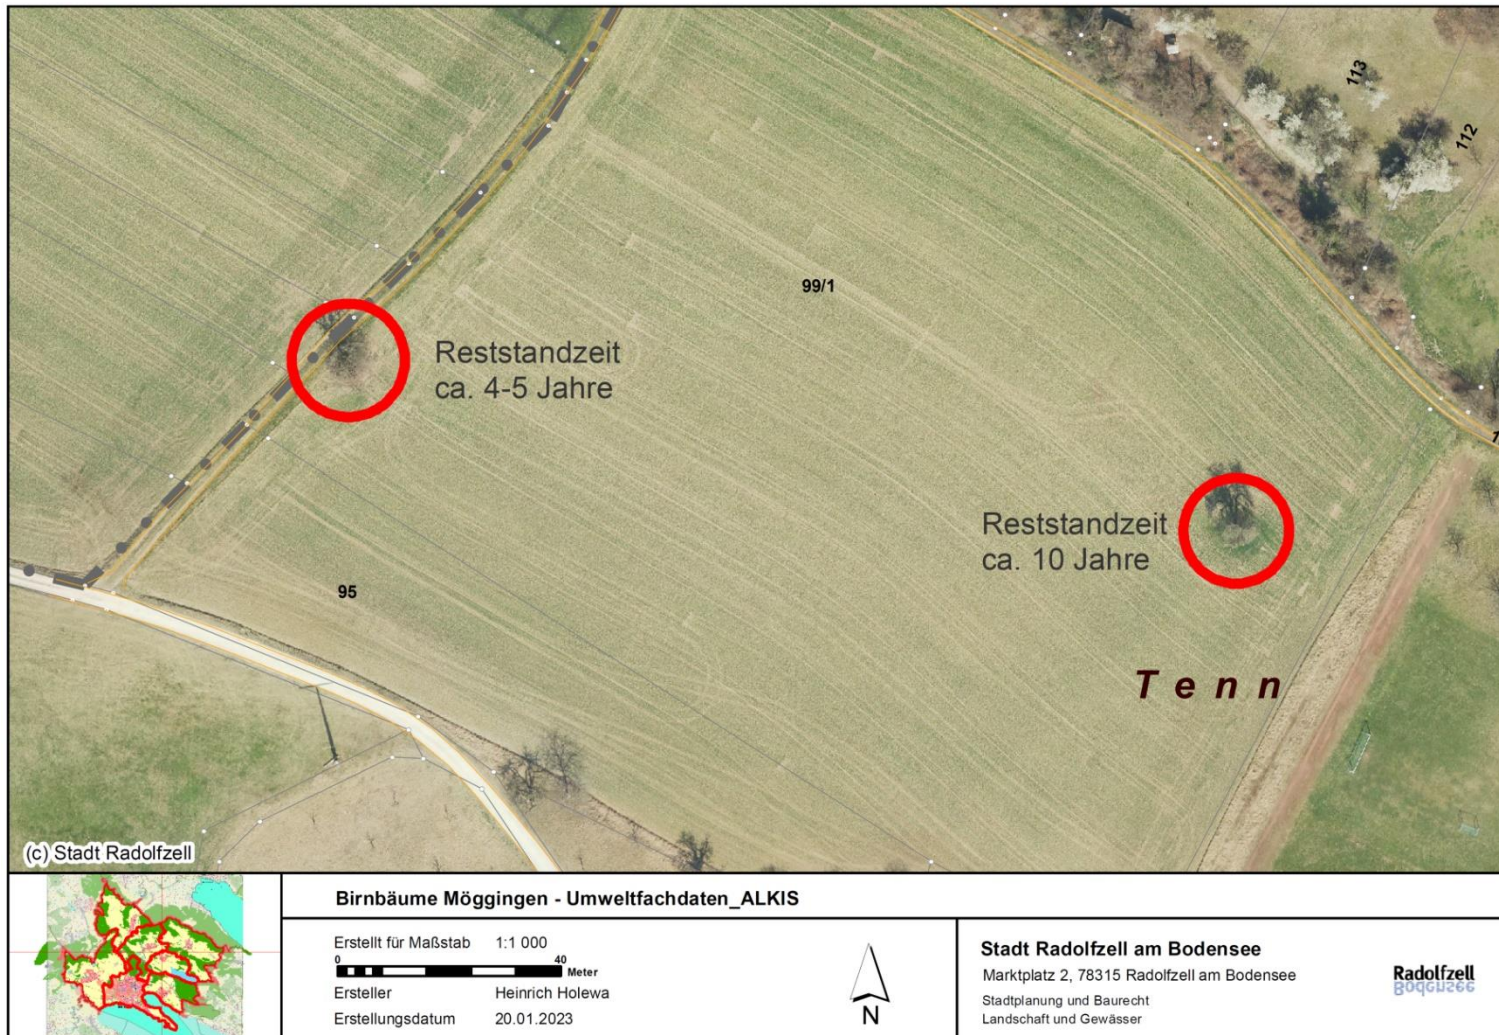 113
112
99/1
Reststandzeit
ca. 4-5 Jahre
Reststandzeit
ca. 10 Jahre
95
Tenn
(c) Stadt Radolfzell
Birnbäume Möggingen - Umweltfachdaten_ALKIS
Erstellt für Maßstab 1:1 000
0 40
Meter
Ersteller Heinrich Holewa
Erstellungsdatum 20.01.2023
N
Stadt Radolfzell am Bodensee
Marktplatz 2, 78315 Radolfzell am Bodensee
Stadtplanung und Baurecht
Landschaft und Gewässer
Radolfzell
Bodensee